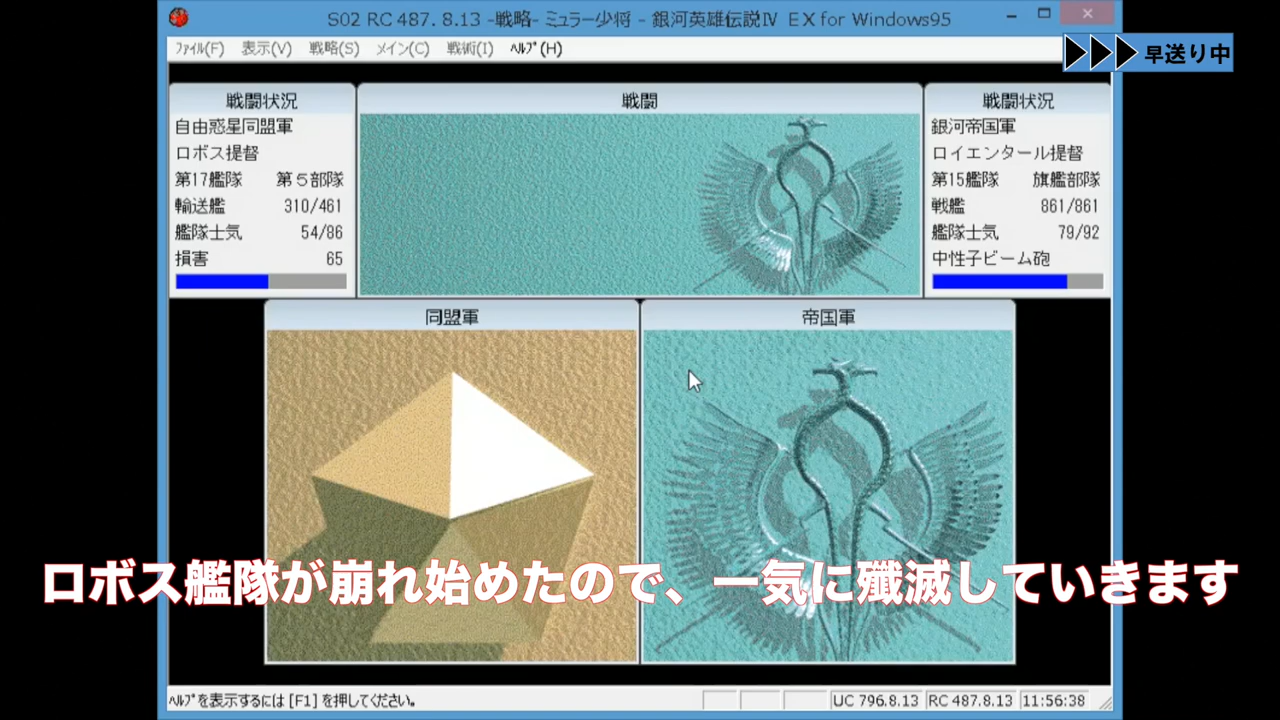 S02 RC 487. 8.13 -戦略- ミュラー少将 - 銀河英雄伝説Ⅳ EX for Windows95
ﾌｧｲﾙ(F) 表示(V) 戦略(S) メイン(C) 戦術(I) ﾍﾙﾌﾟ(H)
早送り中
戦闘状況
自由惑星同盟軍
ロボス提督
第17艦隊 第５部隊
輸送艦 310/461
艦隊士気 54/86
損害 65
戦闘
戦闘状況
銀河帝国軍
ロイエンタール提督
第15艦隊 旗艦部隊
戦艦 861/861
艦隊士気 79/92
中性子ビーム砲
同盟軍
帝国軍
ロボス艦隊が崩れ始めたので、一気に殲滅していきます
ﾍﾙﾌﾟを表示するには [F1] を押してください。
UC 796.8.13 RC 487.8.13 11:56:38